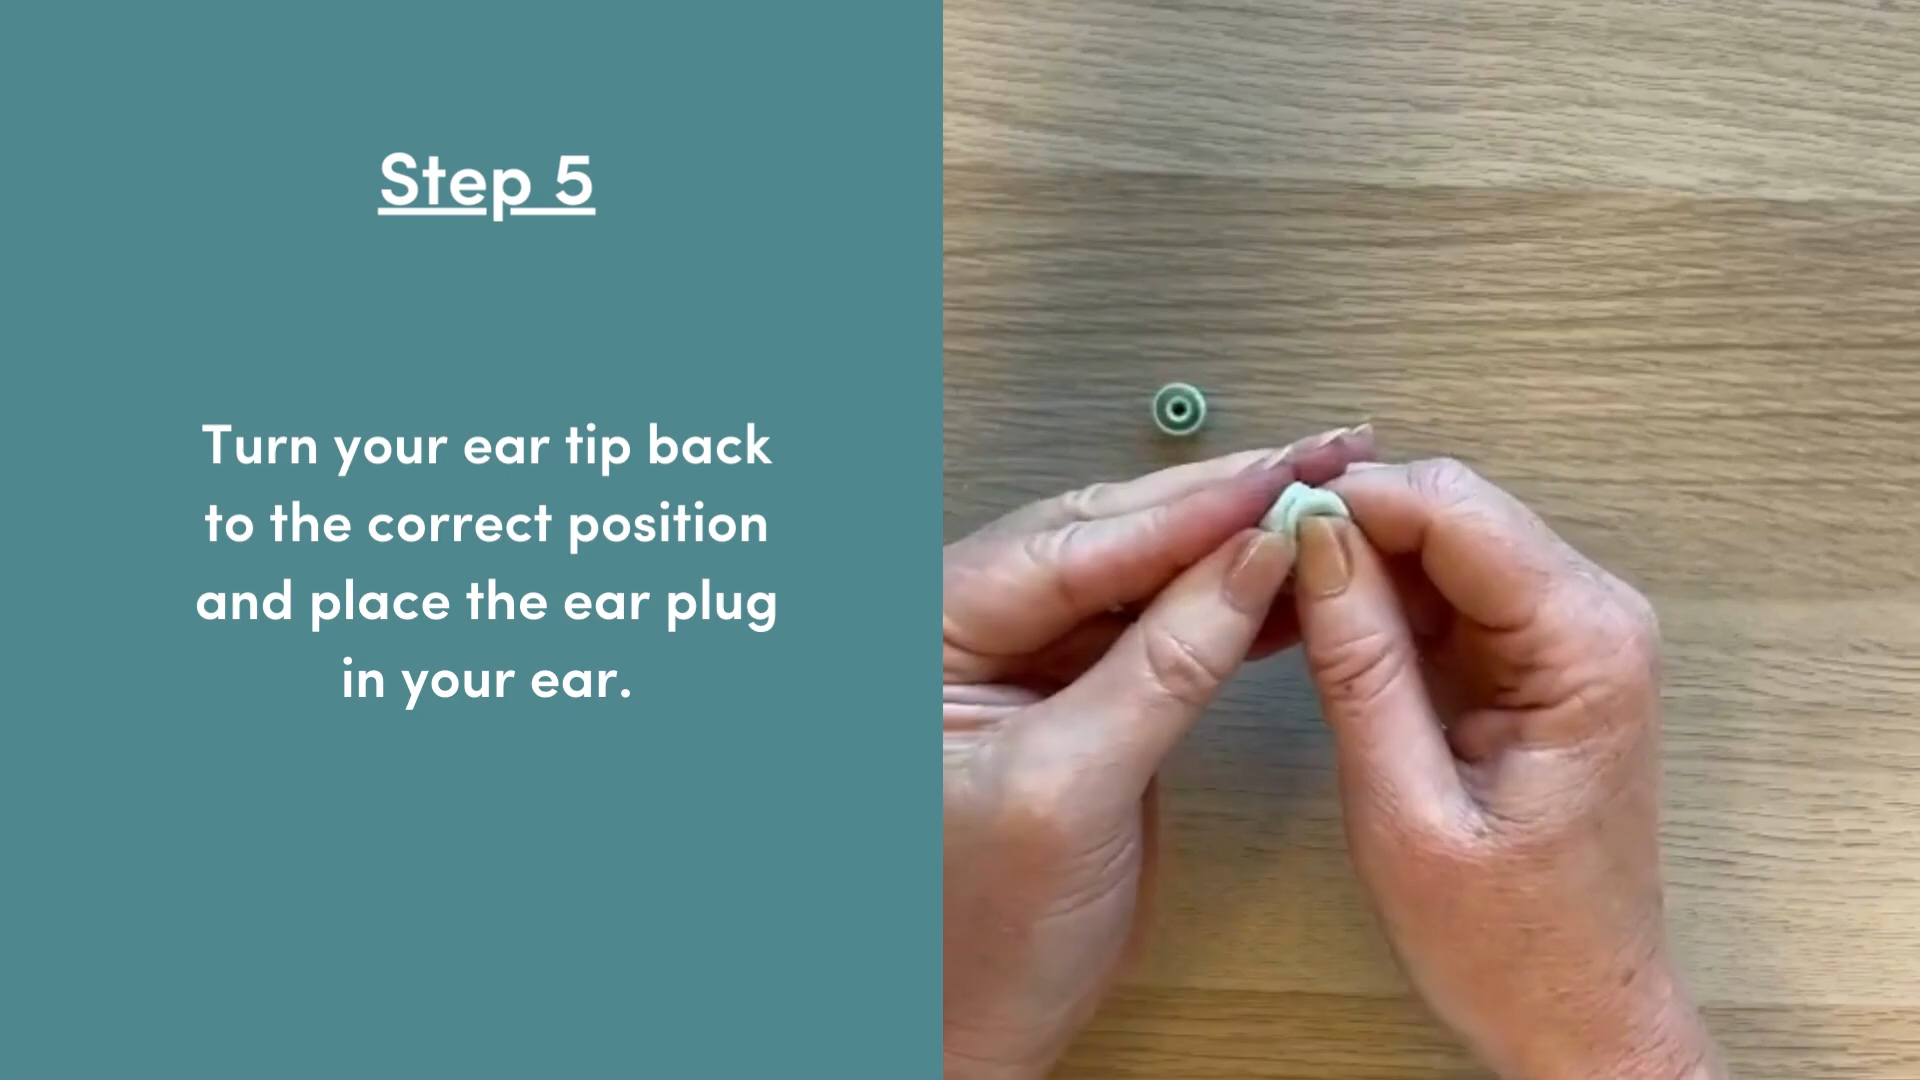 Step 5
Turn your ear tip back
to the correct position
and place the ear plug
in your ear.